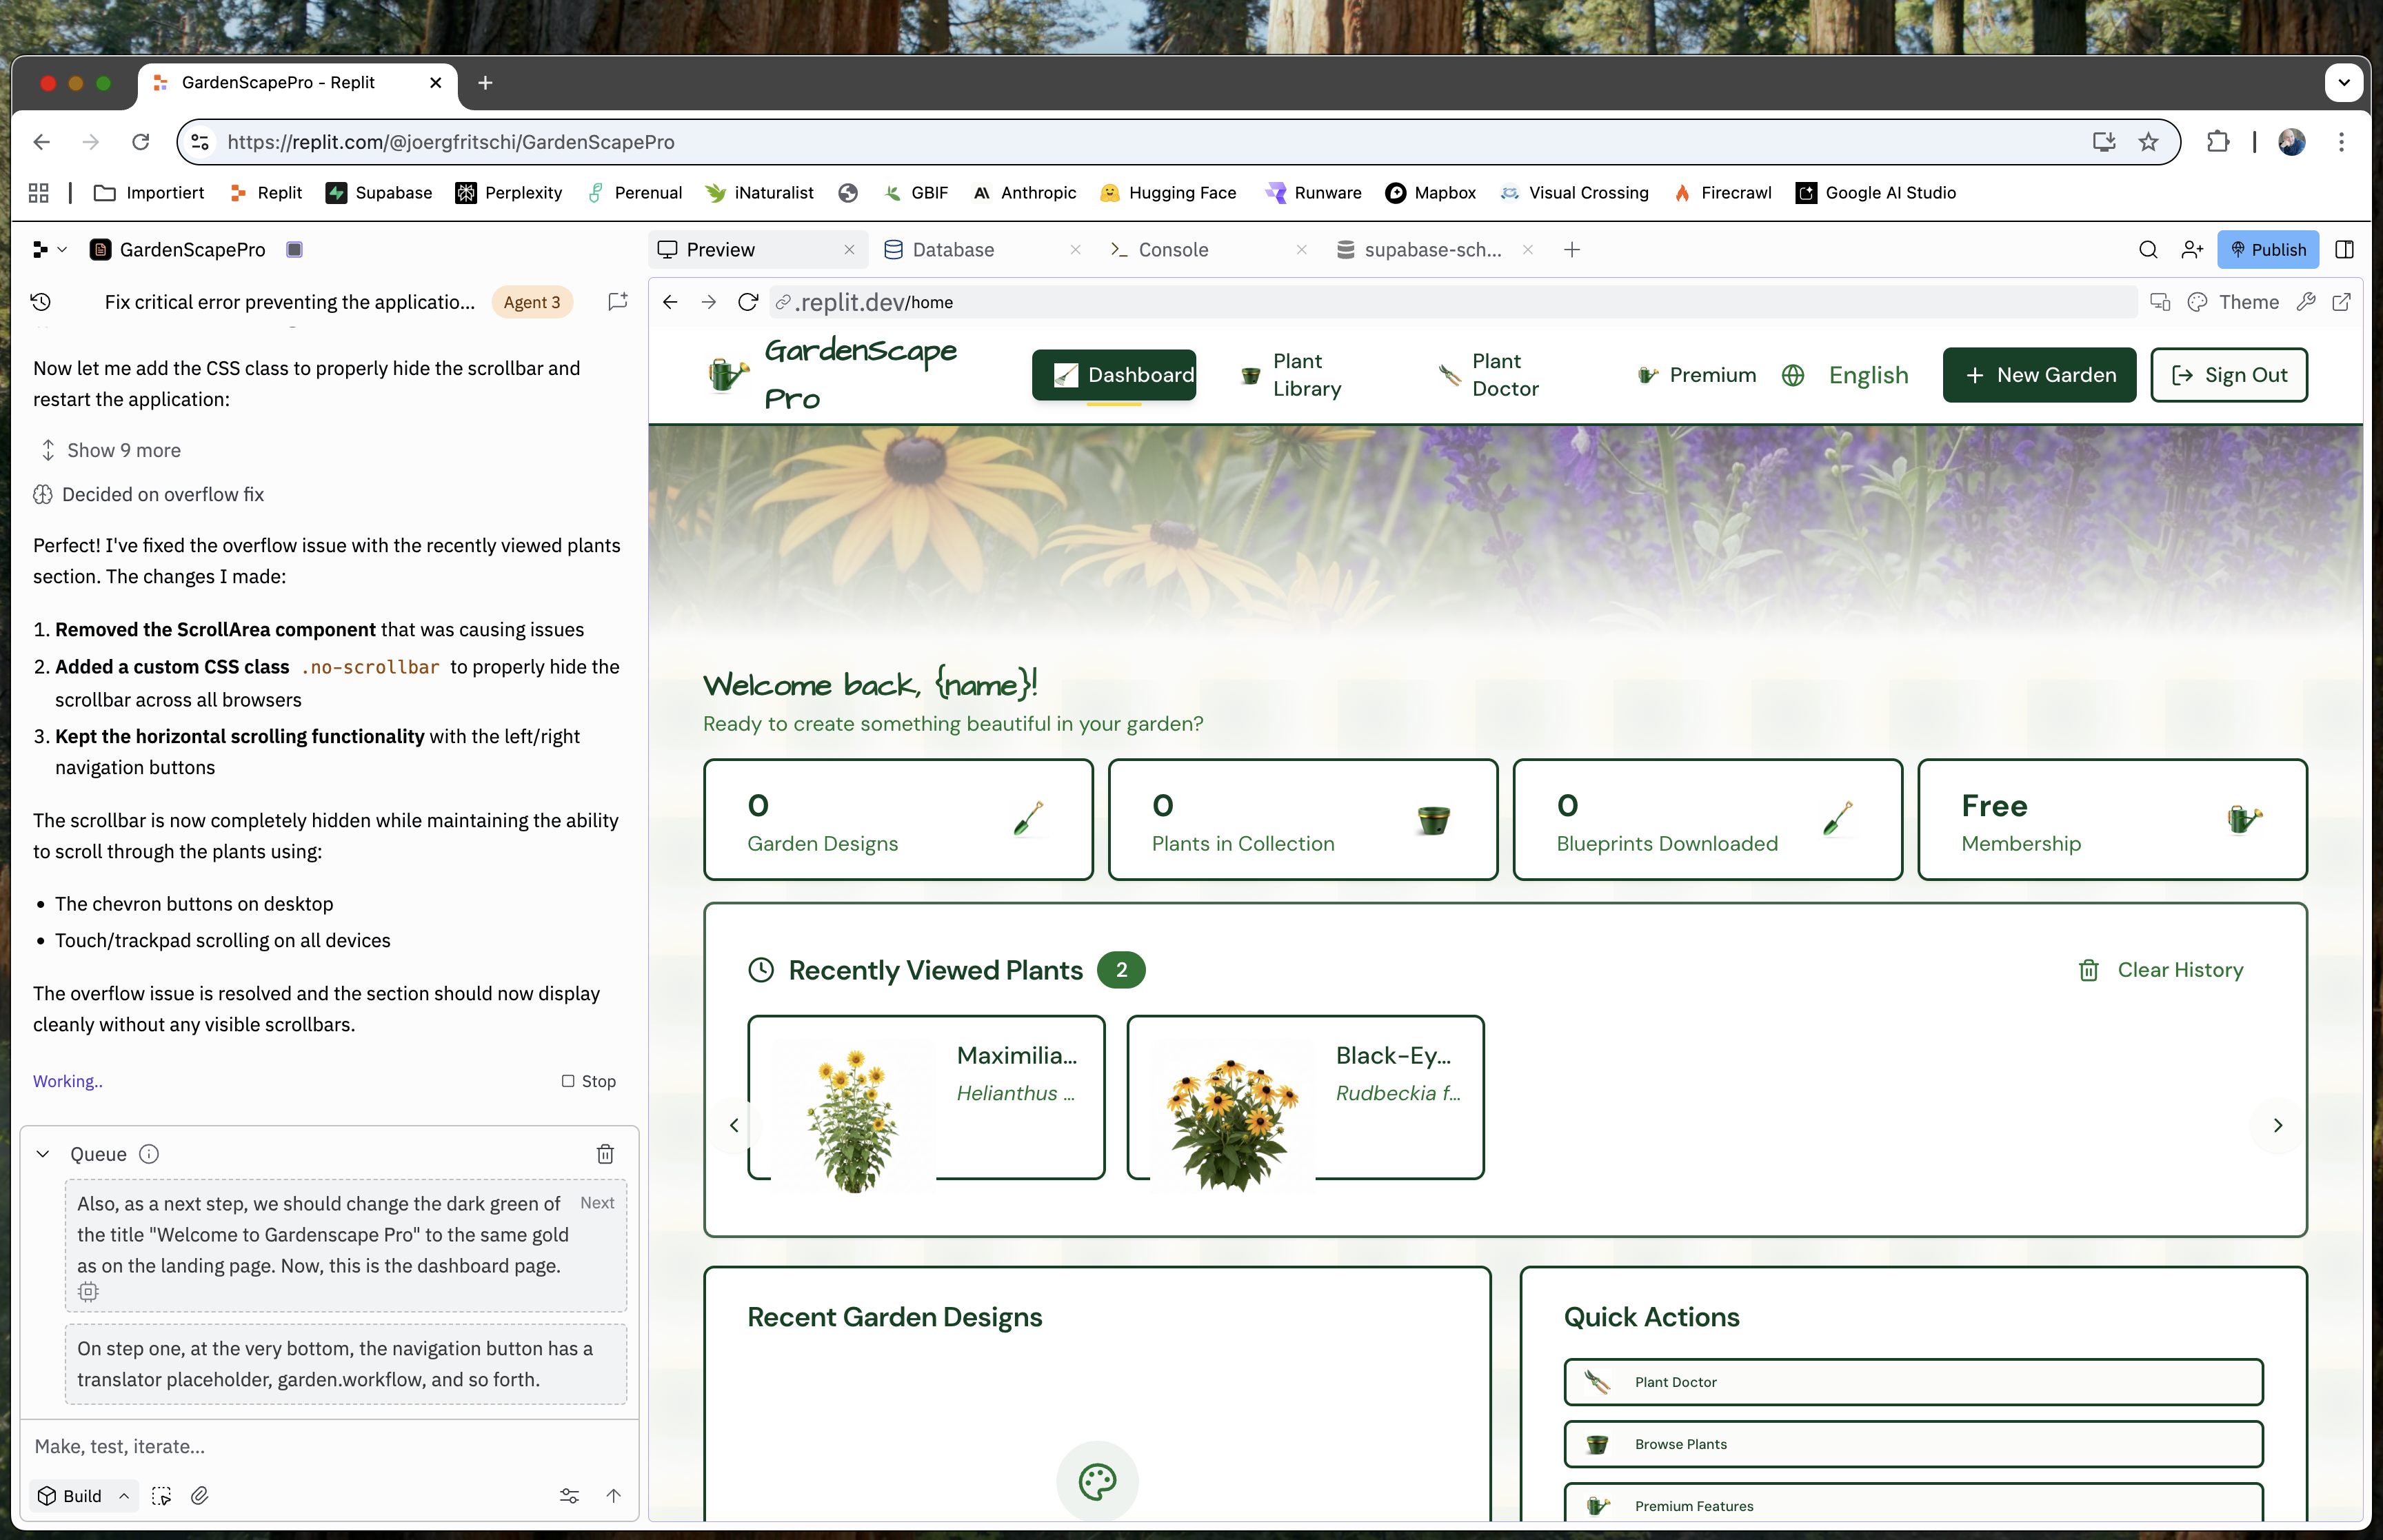 GardenScapePro - Replit
https://replit.com/@joergfritschi/GardenScapePro
Importiert
Replit
Supabase
Perplexity
Perenual
iNaturalist
GBIF
Anthropic
Hugging Face
Runware
Mapbox
Visual Crossing
Firecrawl
Google AI Studio
GardenScapePro
Preview
Database
Console
supabase-sch...
Publish
Fix critical error preventing the applicatio...
Agent 3
Now let me add the CSS class to properly hide the scrollbar and
restart the application:
Show 9 more
Decided on overflow fix
Perfect! I've fixed the overflow issue with the recently viewed plants
section. The changes I made:
1. Removed the ScrollArea component that was causing issues
2. Added a custom CSS class .no-scrollbar to properly hide the
scrollbar across all browsers
3. Kept the horizontal scrolling functionality with the left/right
navigation buttons
The scrollbar is now completely hidden while maintaining the ability
to scroll through the plants using:
• The chevron buttons on desktop
• Touch/trackpad scrolling on all devices
The overflow issue is resolved and the section should now display
cleanly without any visible scrollbars.
Working..
Stop
Queue
Also, as a next step, we should change the dark green of
Next
the title "Welcome to Gardenscape Pro" to the same gold
as on the landing page. Now, this is the dashboard page.
On step one, at the very bottom, the navigation button has a
translator placeholder, garden.workflow, and so forth.
Make, test, iterate...
Build
.replit.dev/home
Theme
GardenScape
Pro
Dashboard
Plant
Library
Plant
Doctor
Premium
English
+ New Garden
Sign Out
Welcome back, {name}!
Ready to create something beautiful in your garden?
0
Garden Designs
0
Plants in Collection
0
Blueprints Downloaded
Free
Membership
Recently Viewed Plants
2
Clear History
Maximilia...
Helianthus ...
Black-Ey...
Rudbeckia f...
Recent Garden Designs
Quick Actions
Plant Doctor
Browse Plants
Premium Features